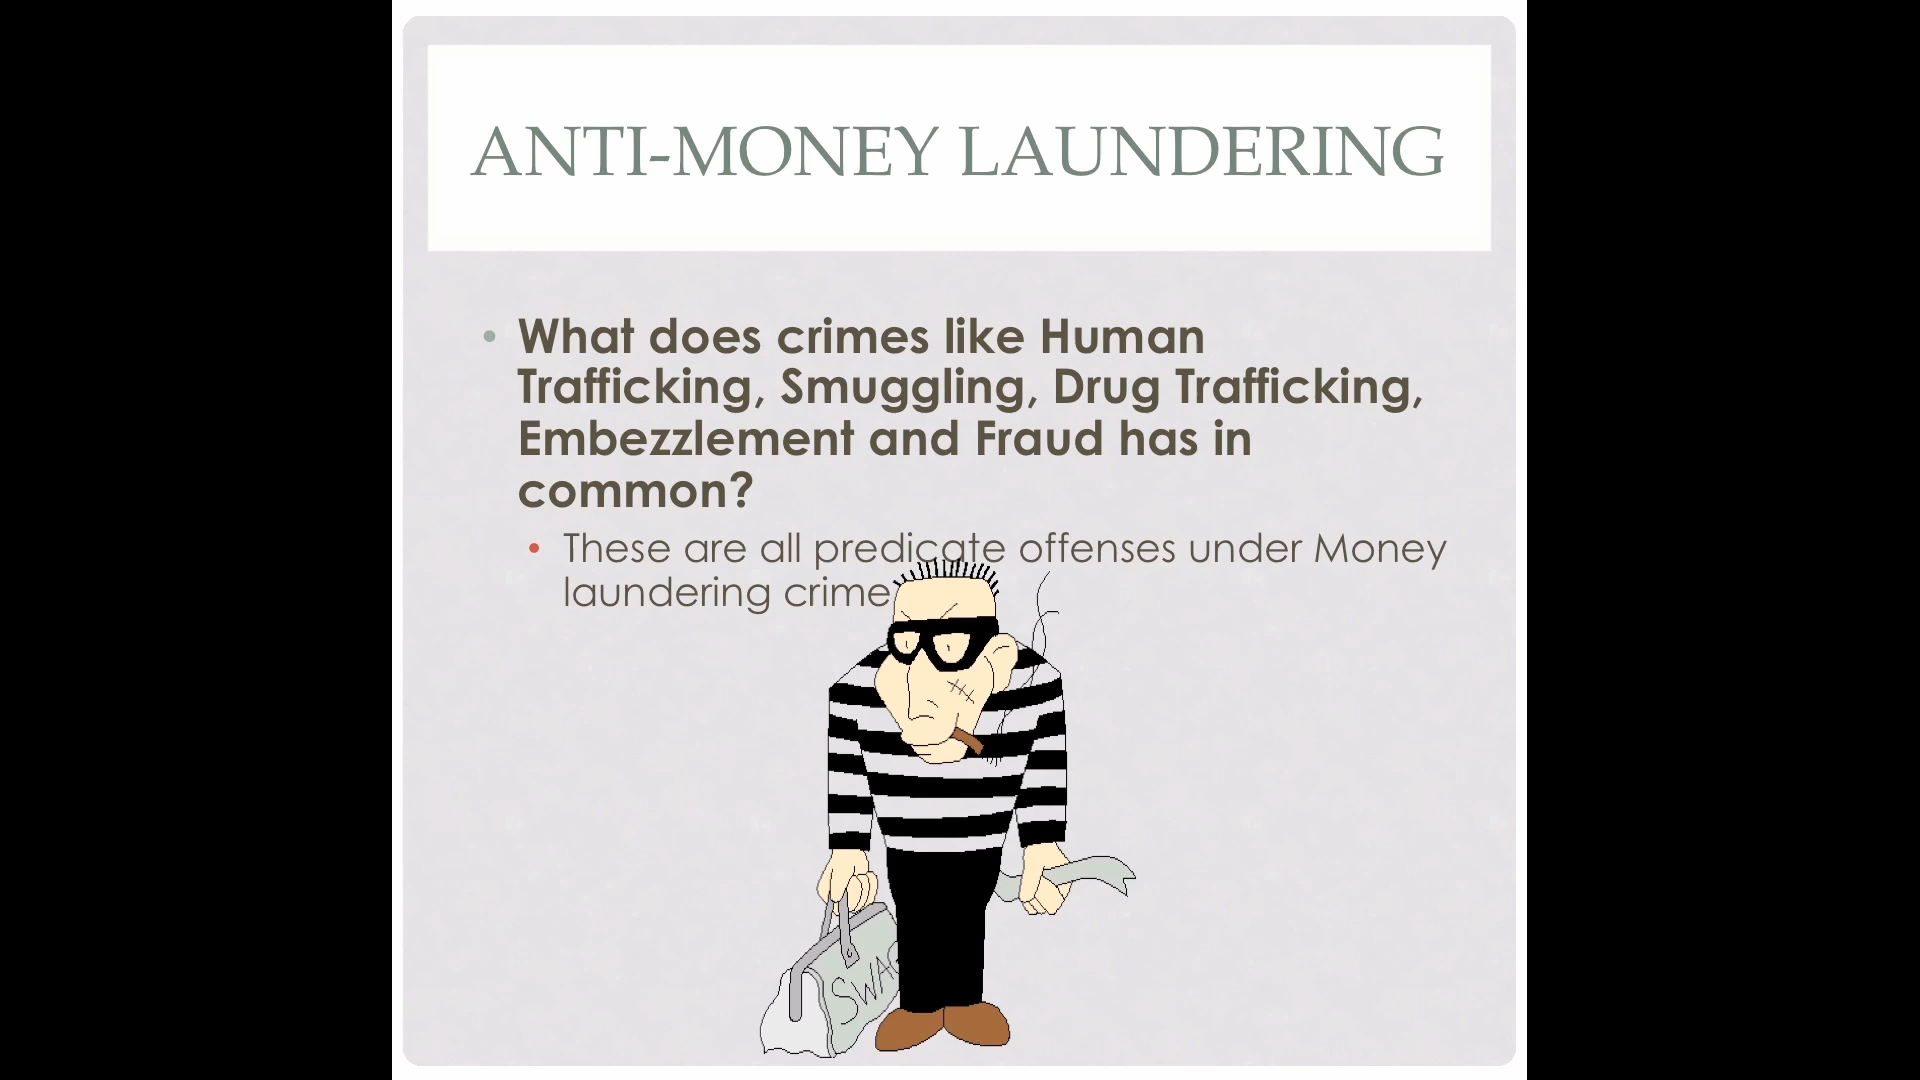 ANTI-MONEY LAUNDERING
• What does crimes like Human
Trafficking, Smuggling, Drug Trafficking,
Embezzlement and Fraud has in
common?
• These are all predicate offenses under Money
laundering crime
SWAG